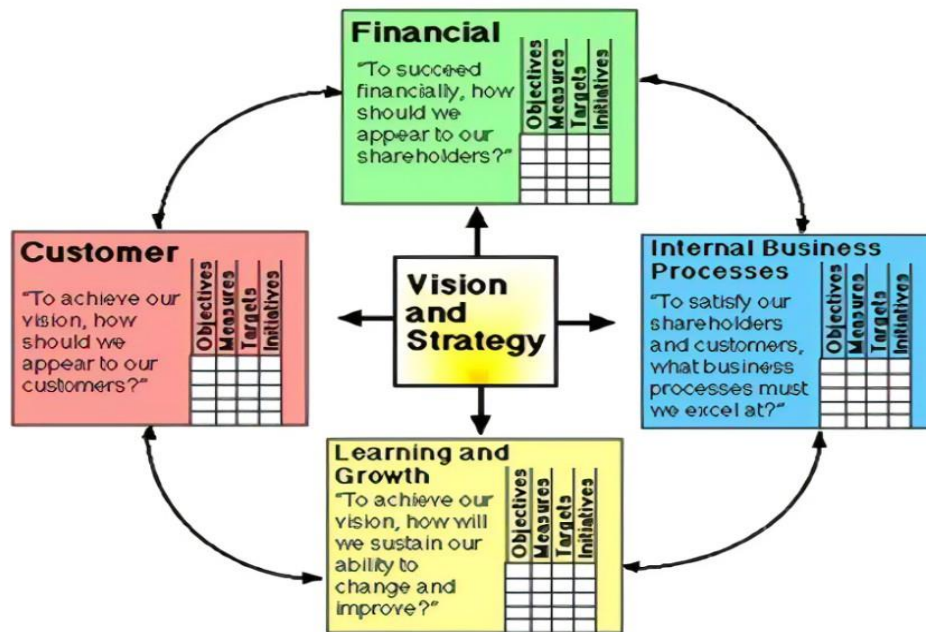 Financial
"To succeed
financially, how
should we
appear to our
shareholders?"
Objectives
Measures
Targets
Initiatives
Customer
"To achieve our
vision, how
should we
appear to our
customers?"
Objectives
Measures
Targets
Initiatives
Vision
and
Strategy
Internal Business
Processes
"To satisfy our
shareholders
and customers,
what business
processes must
we excel at?"
Objectives
Measures
Targets
Initiatives
Learning and
Growth
"To achieve our
vision, how will
we sustain our
ability to
change and
improve?"
Objectives
Measures
Targets
Initiatives